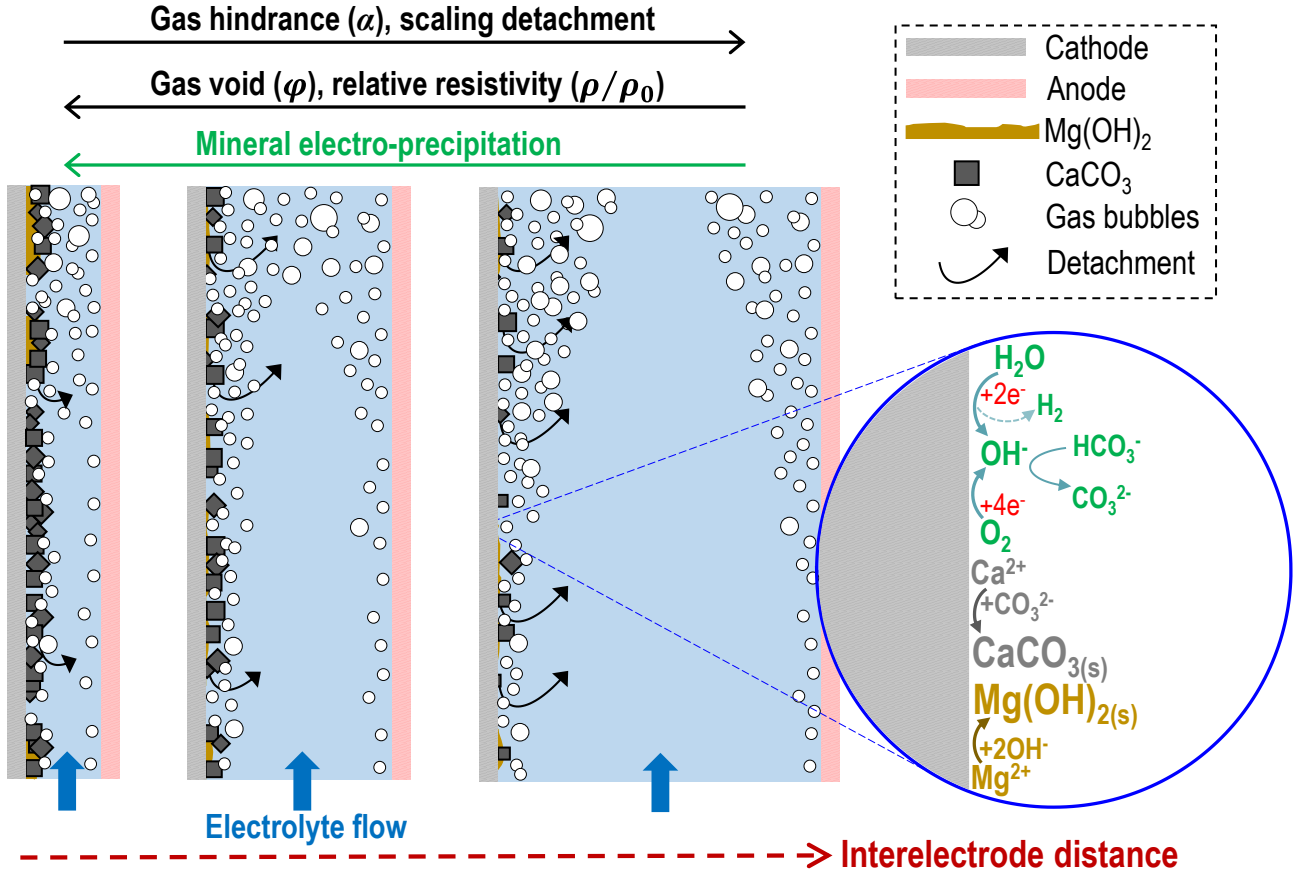 Gas hindrance (α), scaling detachment
Gas void (φ), relative resistivity (ρ/ρ₀)
Mineral electro-precipitation
Cathode
Anode
Mg(OH)₂
CaCO₃
Gas bubbles
Detachment
H₂O
+2e⁻
H₂
OH⁻
HCO₃⁻
CO₃²⁻
+4e⁻
O₂
Ca²⁺
+CO₃²⁻
CaCO₃₍s₎
Mg(OH)₂₍s₎
+2OH⁻
Mg²⁺
Electrolyte flow
Interelectrode distance